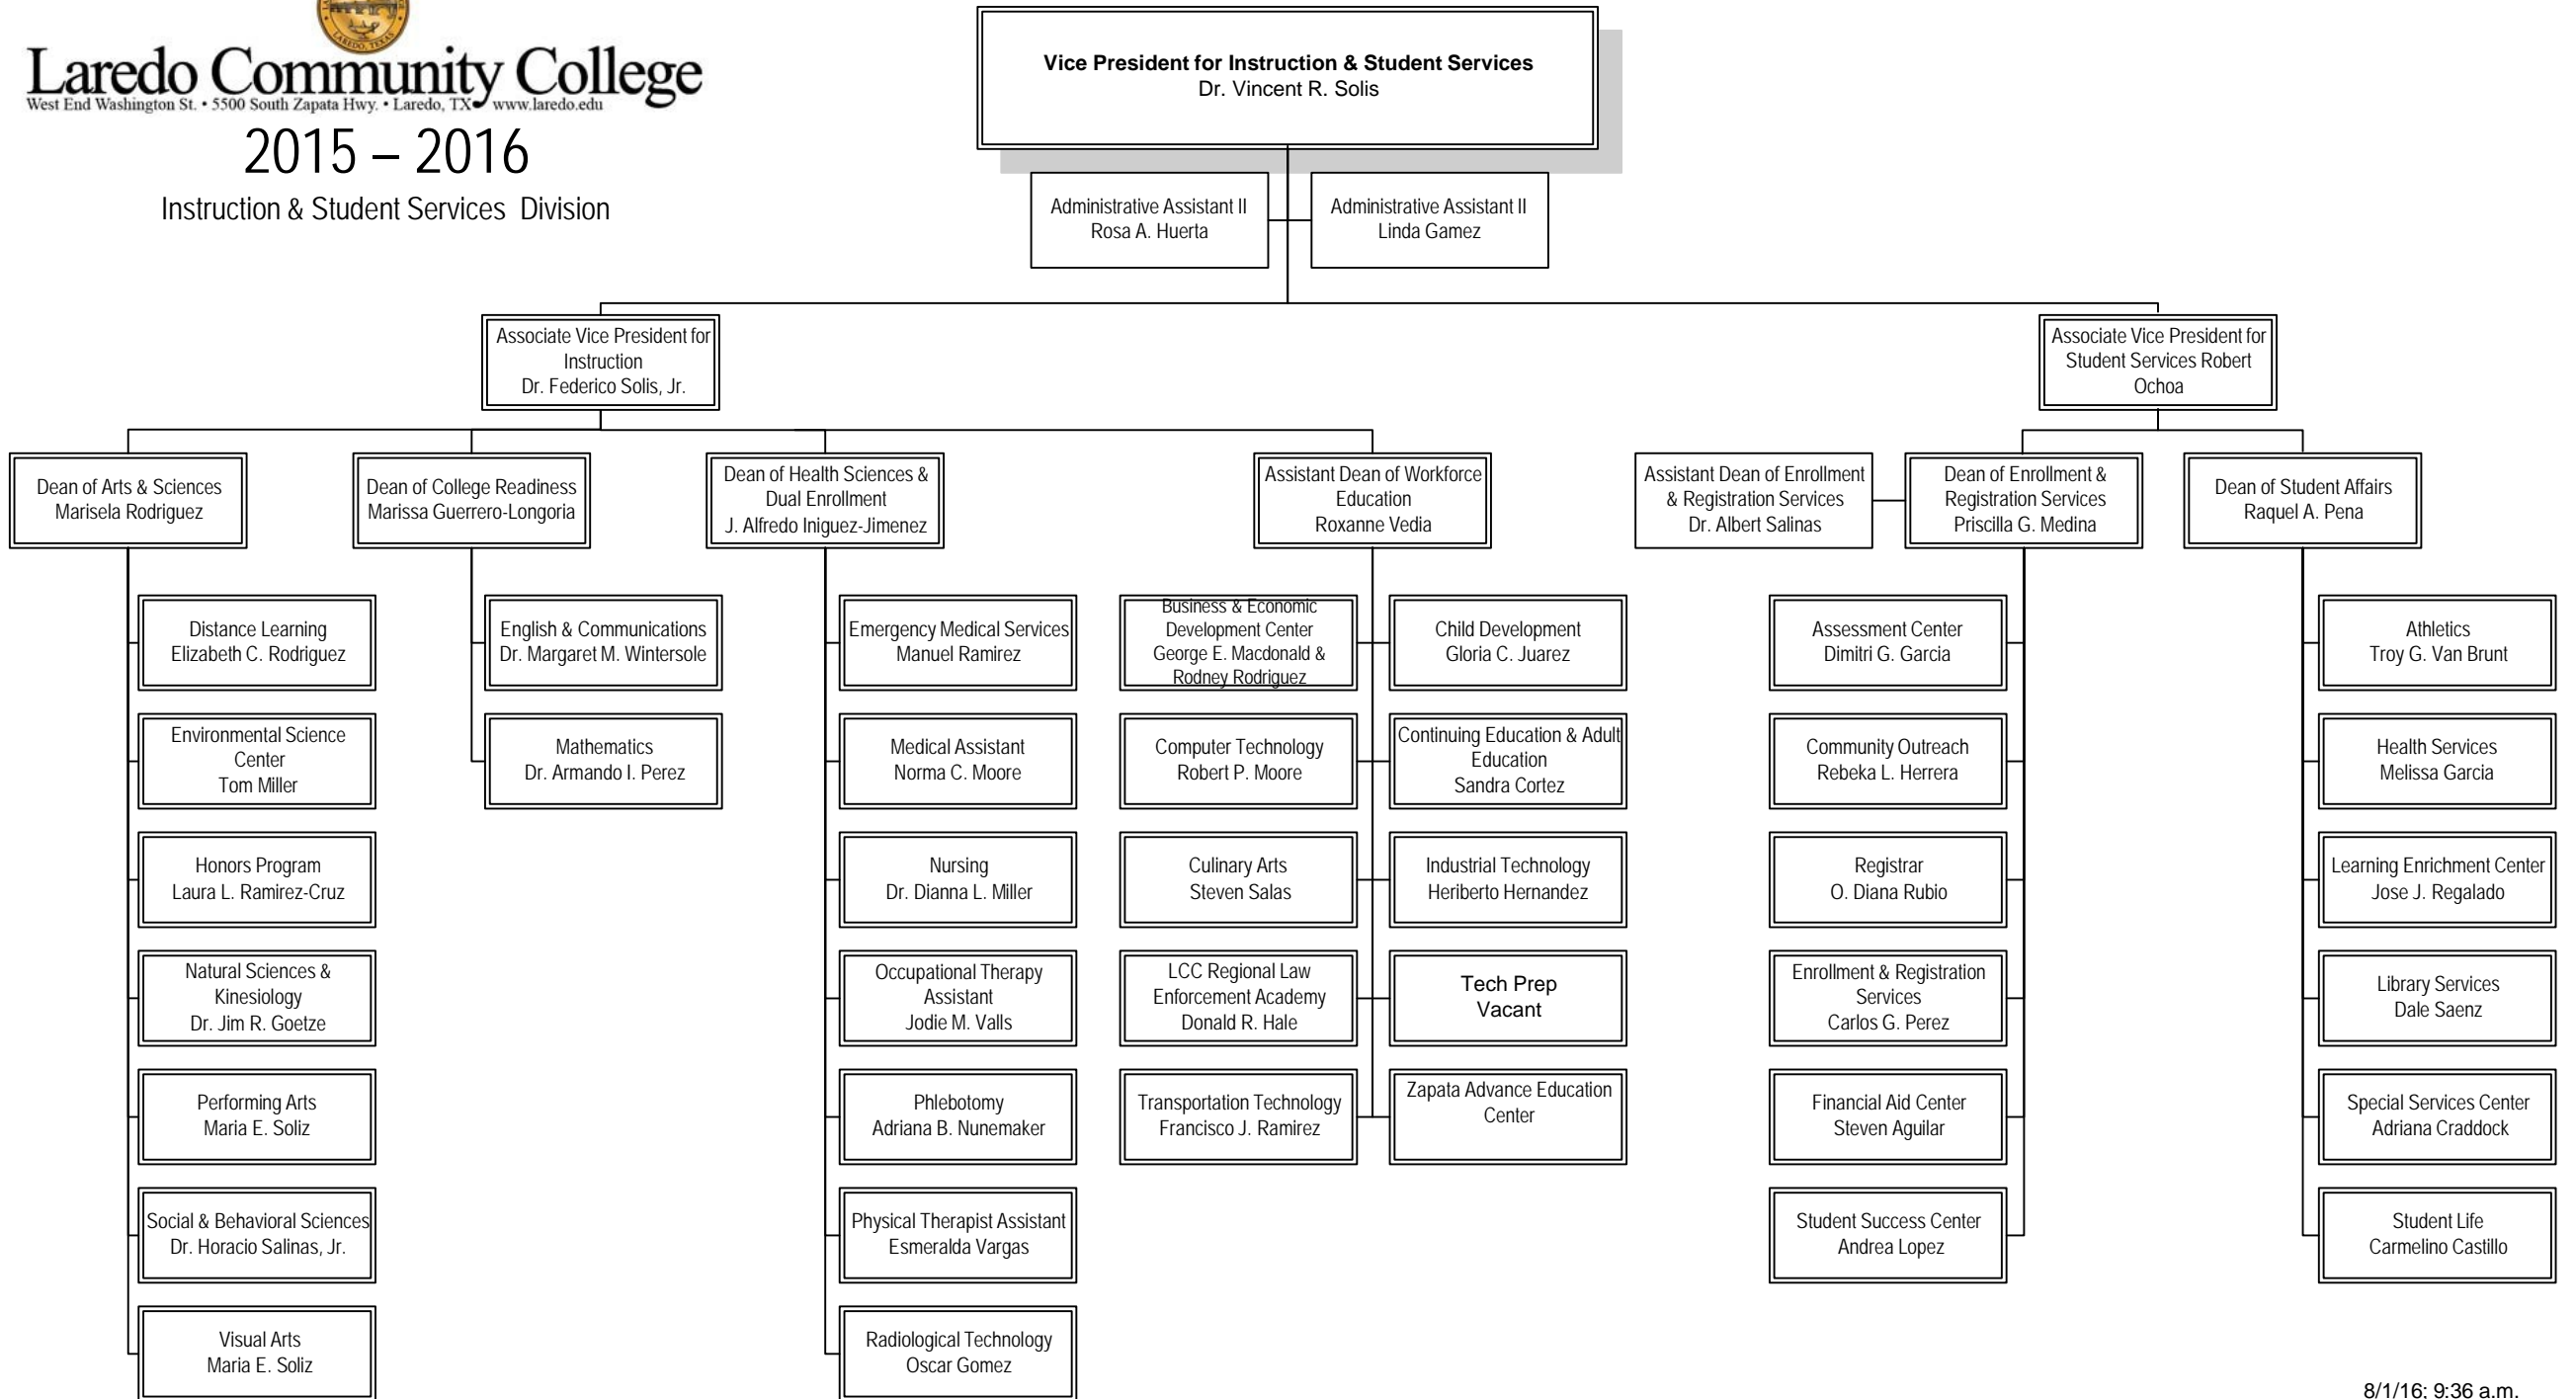 LAREDO, TEXAS
Laredo Community College
West End Washington St. • 5500 South Zapata Hwy. • Laredo, TX www.laredo.edu
2015 – 2016
Instruction & Student Services Division
Vice President for Instruction & Student Services
Dr. Vincent R. Solis
Administrative Assistant II
Rosa A. Huerta
Administrative Assistant II
Linda Gamez
Associate Vice President for
Instruction
Dr. Federico Solis, Jr.
Associate Vice President for
Student Services Robert
Ochoa
Dean of Arts & Sciences
Marisela Rodriguez
Dean of College Readiness
Marissa Guerrero-Longoria
Dean of Health Sciences &
Dual Enrollment
J. Alfredo Iniguez-Jimenez
Assistant Dean of Workforce
Education
Roxanne Vedia
Assistant Dean of Enrollment
& Registration Services
Dr. Albert Salinas
Dean of Enrollment &
Registration Services
Priscilla G. Medina
Dean of Student Affairs
Raquel A. Pena
Distance Learning
Elizabeth C. Rodriguez
Environmental Science
Center
Tom Miller
Honors Program
Laura L. Ramirez-Cruz
Natural Sciences &
Kinesiology
Dr. Jim R. Goetze
Performing Arts
Maria E. Soliz
Social & Behavioral Sciences
Dr. Horacio Salinas, Jr.
Visual Arts
Maria E. Soliz
English & Communications
Dr. Margaret M. Wintersole
Mathematics
Dr. Armando I. Perez
Emergency Medical Services
Manuel Ramirez
Medical Assistant
Norma C. Moore
Nursing
Dr. Dianna L. Miller
Occupational Therapy
Assistant
Jodie M. Valls
Phlebotomy
Adriana B. Nunemaker
Physical Therapist Assistant
Esmeralda Vargas
Radiological Technology
Oscar Gomez
Business & Economic
Development Center
George E. Macdonald &
Rodney Rodriguez
Computer Technology
Robert P. Moore
Culinary Arts
Steven Salas
LCC Regional Law
Enforcement Academy
Donald R. Hale
Transportation Technology
Francisco J. Ramirez
Child Development
Gloria C. Juarez
Continuing Education & Adult
Education
Sandra Cortez
Industrial Technology
Heriberto Hernandez
Tech Prep
Vacant
Zapata Advance Education
Center
Assessment Center
Dimitri G. Garcia
Community Outreach
Rebeka L. Herrera
Registrar
O. Diana Rubio
Enrollment & Registration
Services
Carlos G. Perez
Financial Aid Center
Steven Aguilar
Student Success Center
Andrea Lopez
Athletics
Troy G. Van Brunt
Health Services
Melissa Garcia
Learning Enrichment Center
Jose J. Regalado
Library Services
Dale Saenz
Special Services Center
Adriana Craddock
Student Life
Carmelino Castillo
8/1/16; 9:36 a.m.